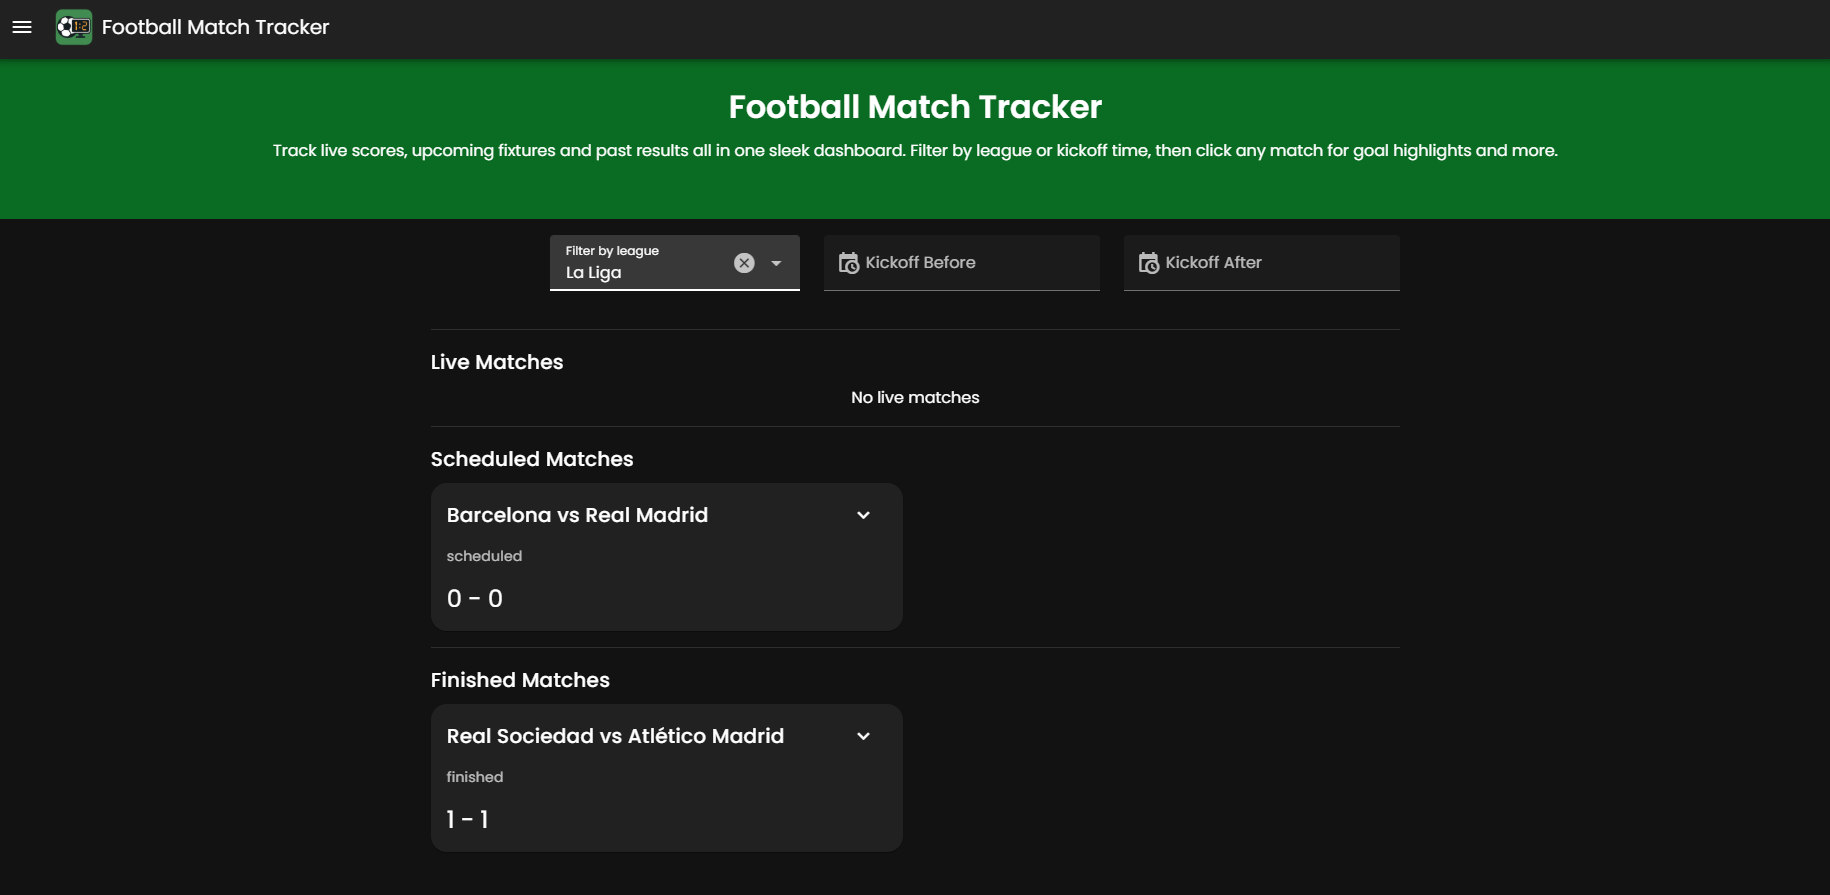 1:2
Football Match Tracker
Football Match Tracker
Track live scores, upcoming fixtures and past results all in one sleek dashboard. Filter by league or kickoff time, then click any match for goal highlights and more.
Filter by league
La Liga
Kickoff Before
Kickoff After
Live Matches
No live matches
Scheduled Matches
Barcelona vs Real Madrid
scheduled
0 - 0
Finished Matches
Real Sociedad vs Atlético Madrid
finished
1 - 1